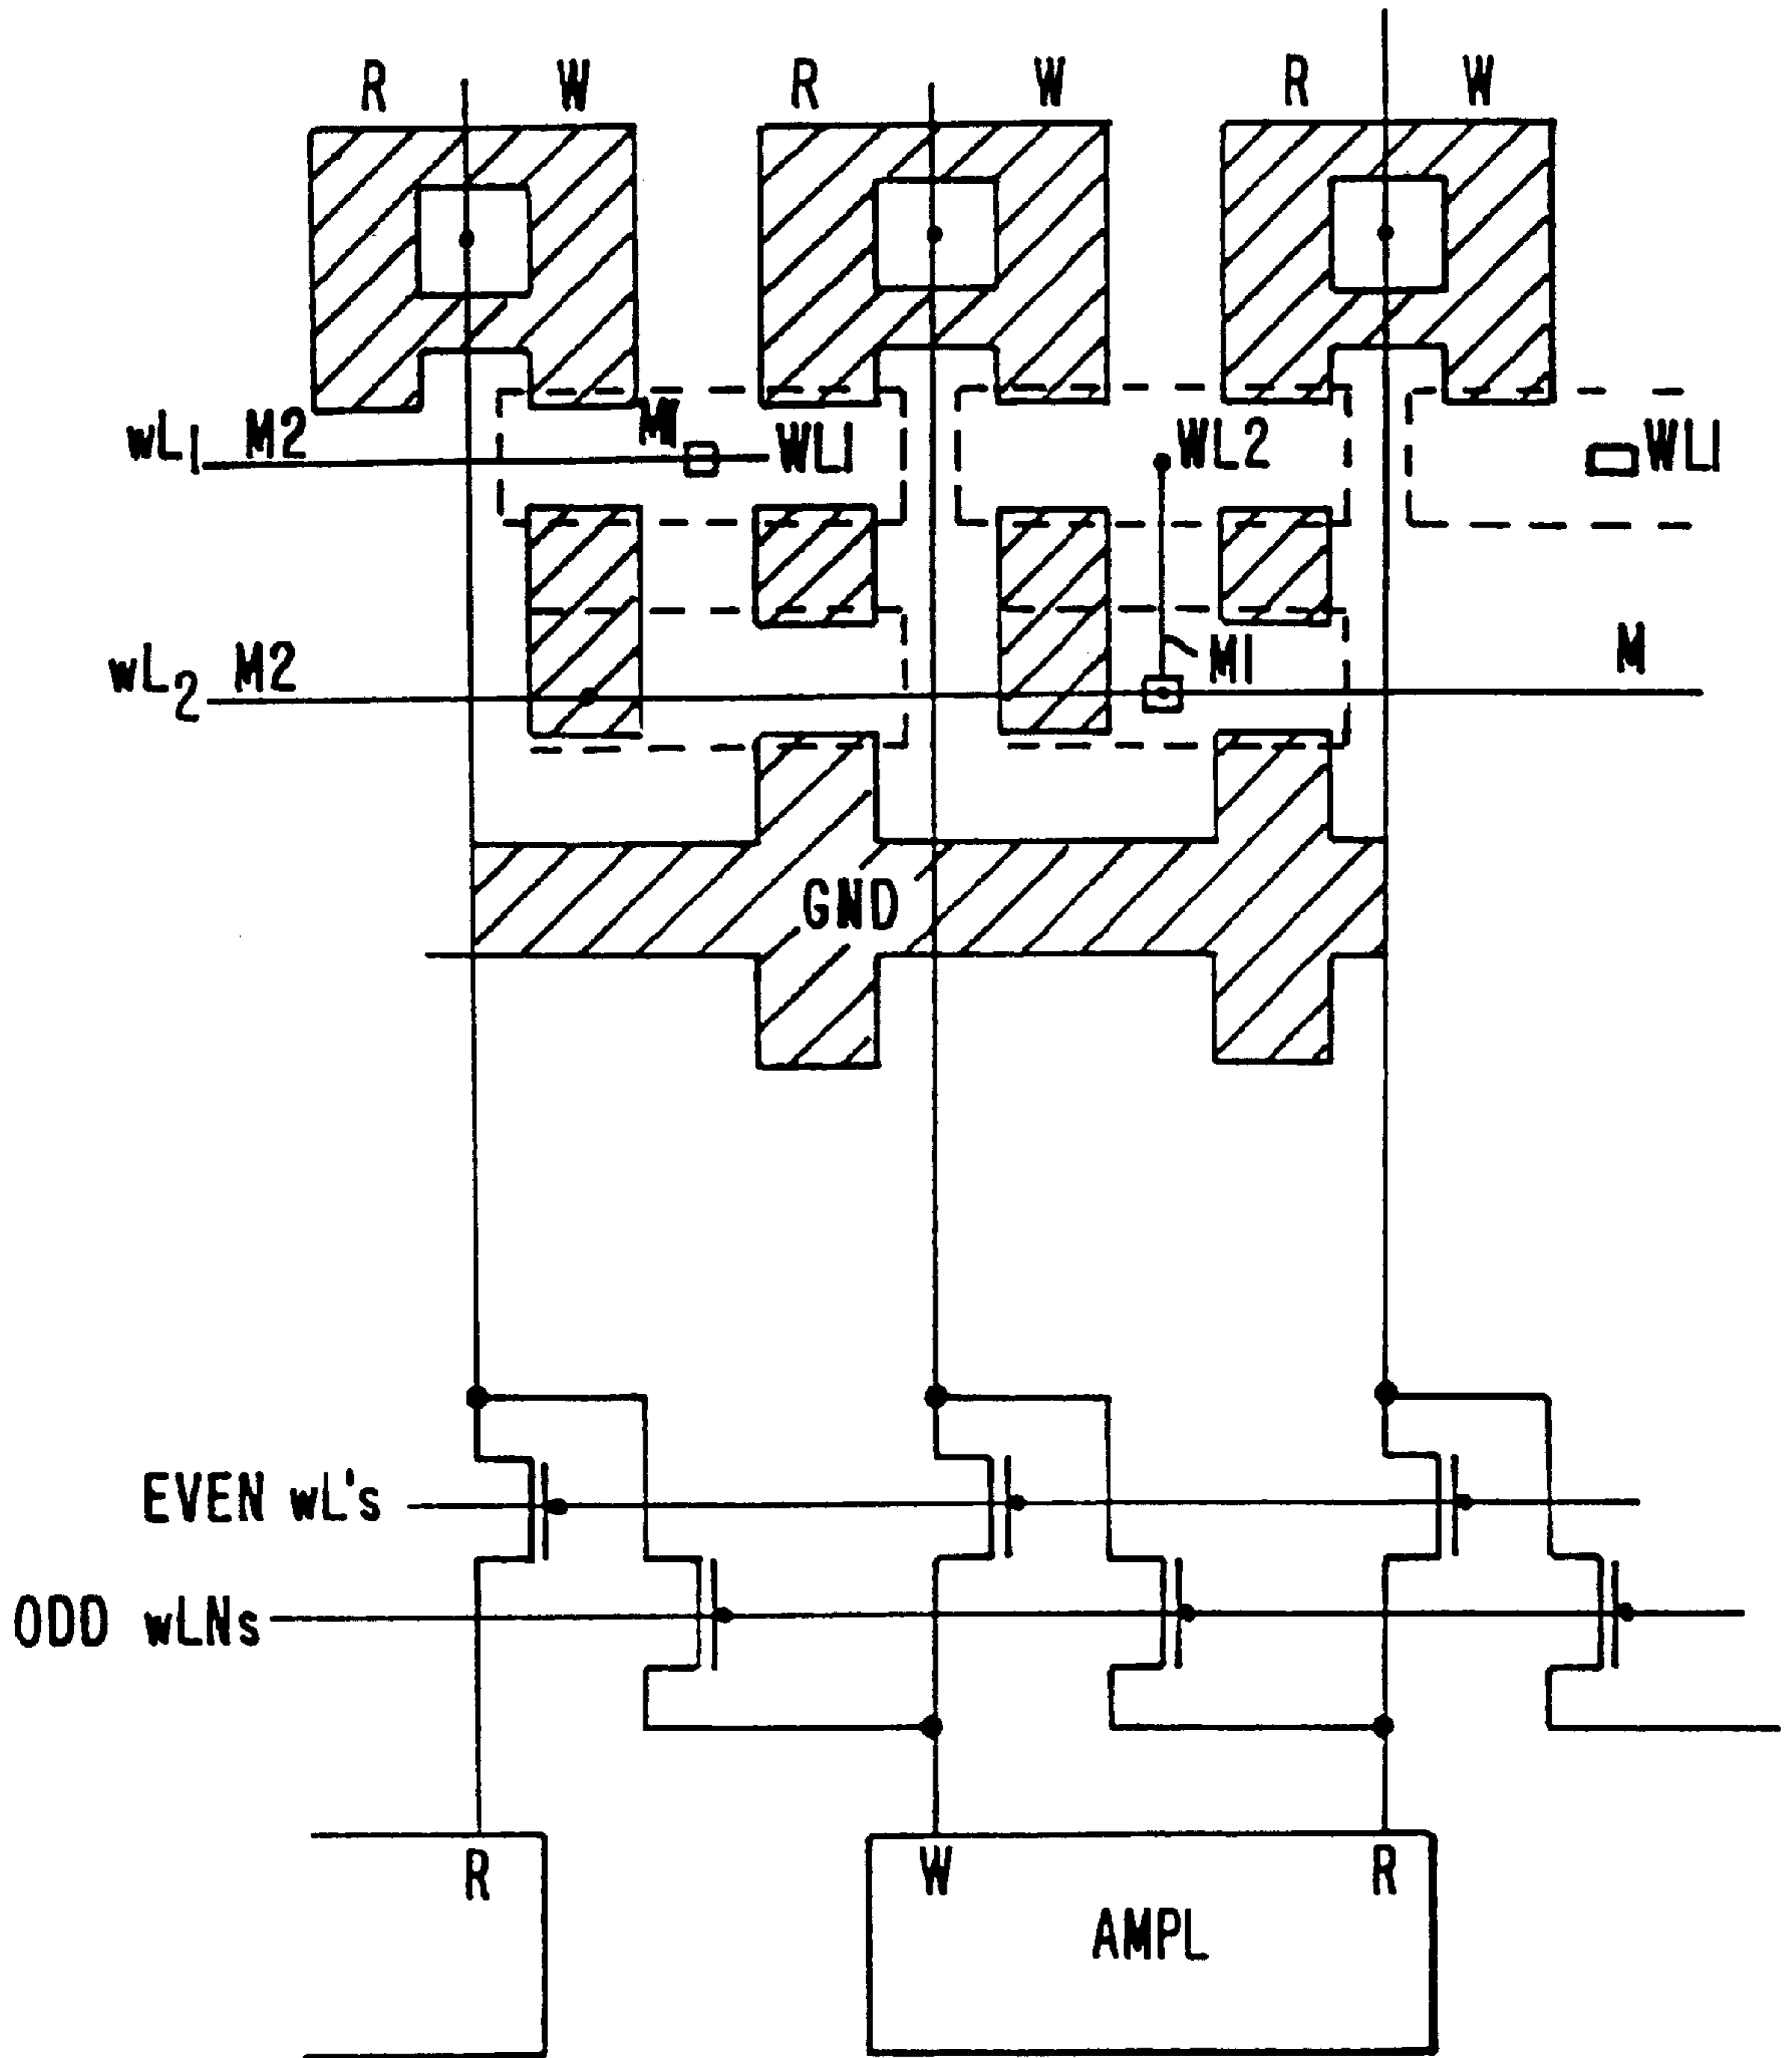 R W R W R W
wL1 M2 M1 WL1 WL2 WL1
wL2 M2 M1 M
GND
EVEN wL's
ODD wLNs
R W R
AMPL